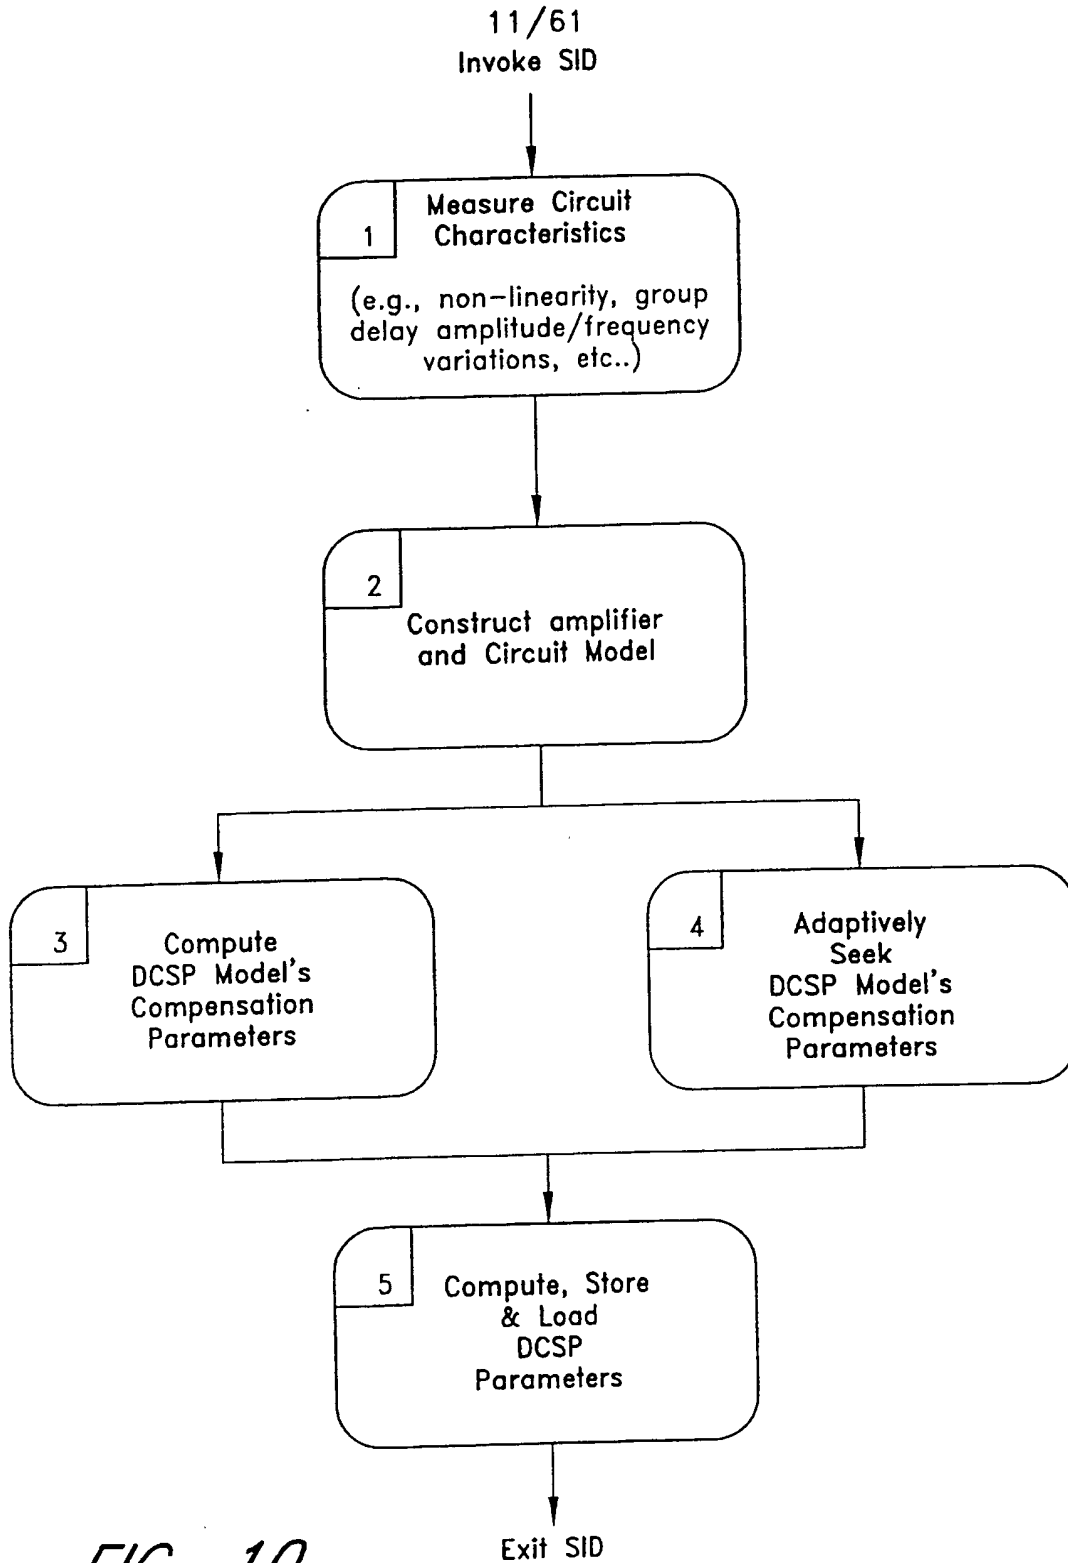 11/61
Invoke SID
1
Measure Circuit
Characteristics
(e.g., non-linearity, group
delay amplitude/frequency
variations, etc..)
2
Construct amplifier
and Circuit Model
3
Compute
DCSP Model's
Compensation
Parameters
4
Adaptively
Seek
DCSP Model's
Compensation
Parameters
5
Compute, Store
& Load
DCSP
Parameters
Exit SID
FIG. 10